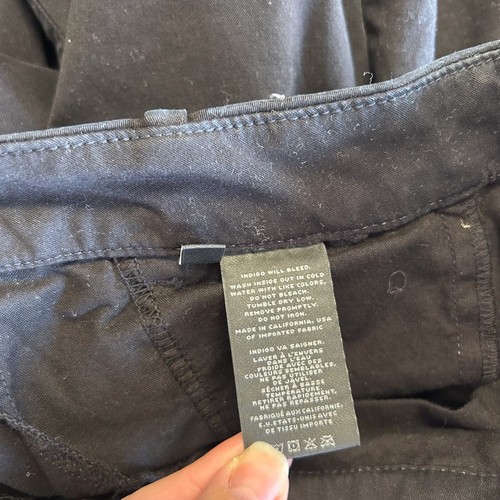 INDIGO WILL BLEED.
WASH INSIDE OUT IN COLD
WATER WITH LIKE COLORS.
DO NOT BLEACH.
TUMBLE DRY LOW.
REMOVE PROMPTLY.
DO NOT IRON.
MADE IN CALIFORNIA, USA
OF IMPORTED FABRIC
INDIGO VA SAIGNER.
LAVER À L'ENVERS
DANS L'EAU
FROIDE AVEC DES
COULEURS SEMBLABLES.
NE PAS UTILISER
DE JAVEL
SÉCHER À BASSE
TEMPERATURE.
RETIRER RAPIDEMENT.
NE PAS REPASSER.
FABRIQUÉ AUX CALIFORNIE.
E.U.ETATS-UNIS AVEC
DE TISSU IMPORTÉ